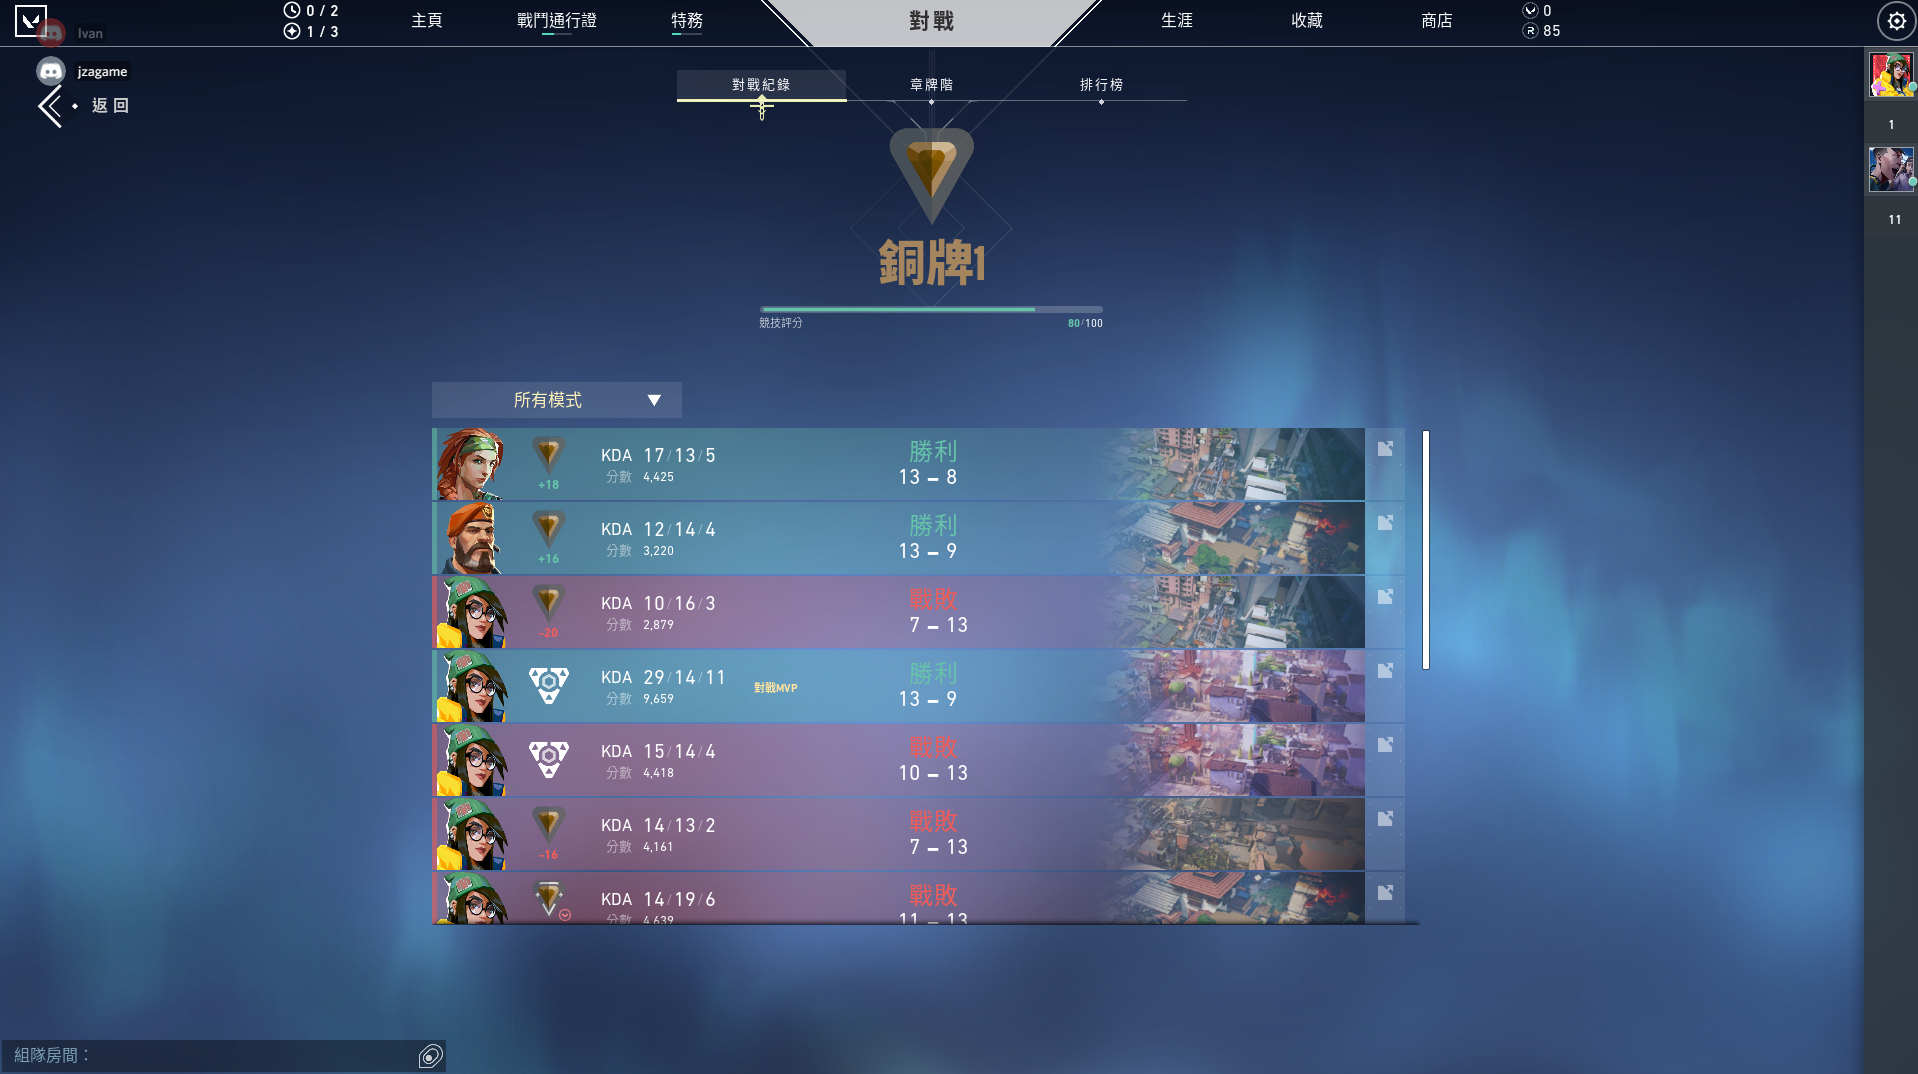 Ivan
0 / 2
1 / 3
主頁
戰鬥通行證
特務
對戰
生涯
收藏
商店
0
85
jzagame
返回
對戰紀錄
章牌階
排行榜
1
11
銅牌1
競技評分
80/100
所有模式
KDA 17/13/5
分數 4,425
+18
勝利
13 – 8
KDA 12/14/4
分數 3,220
+16
勝利
13 – 9
KDA 10/16/3
分數 2,879
-20
戰敗
7 – 13
KDA 29/14/11
分數 9,659
對戰MVP
勝利
13 – 9
KDA 15/14/4
分數 4,418
戰敗
10 – 13
KDA 14/13/2
分數 4,161
-16
戰敗
7 – 13
KDA 14/19/6
分數 4,639
戰敗
11 – 13
組隊房間：